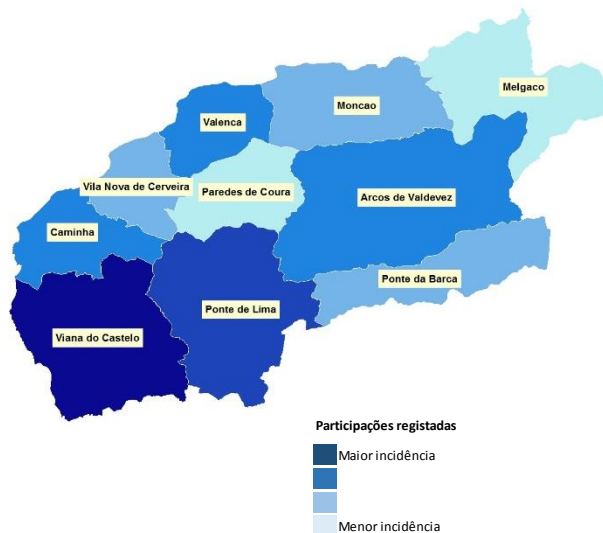 Melgaco
Moncao
Valenca
Vila Nova de Cerveira
Paredes de Coura
Arcos de Valdevez
Caminha
Ponte da Barca
Ponte de Lima
Viana do Castelo
Participações registadas
Maior incidência
Menor incidência